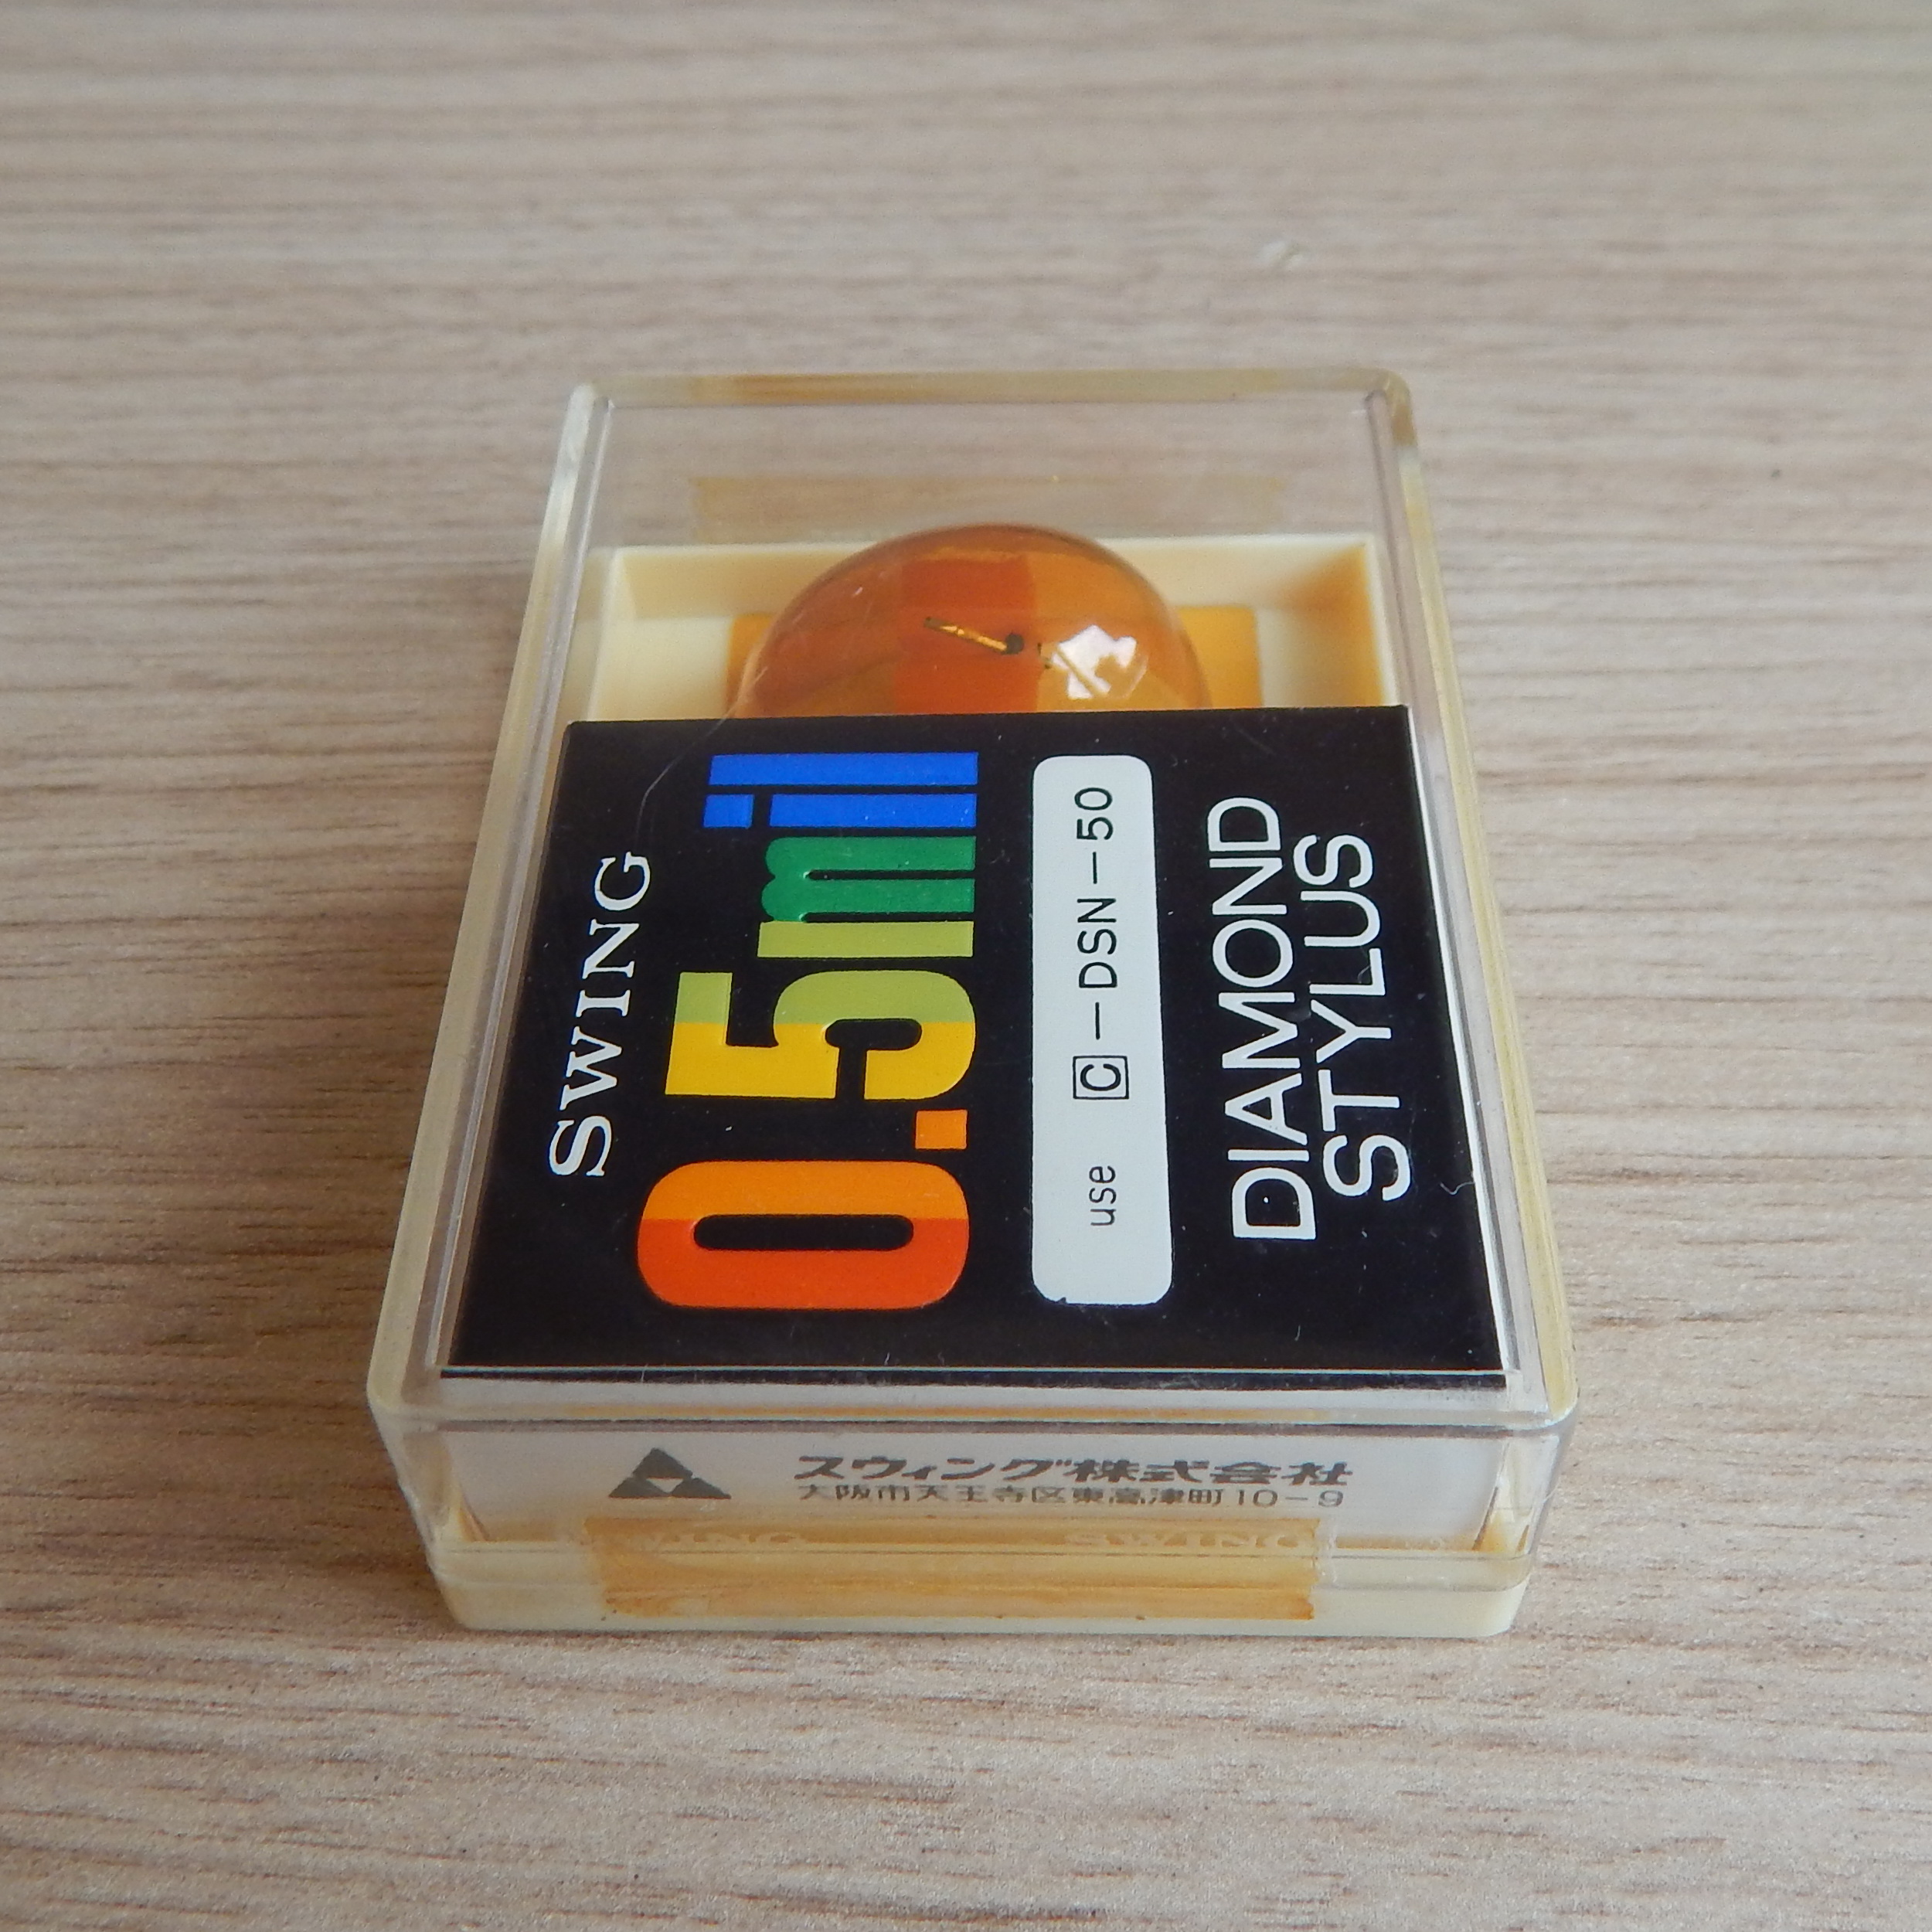 SWING
0.5mil
use C-DSN-50
DIAMOND
STYLUS
スウィング株式会社
大阪市天王寺区東高津町10-9
SWING